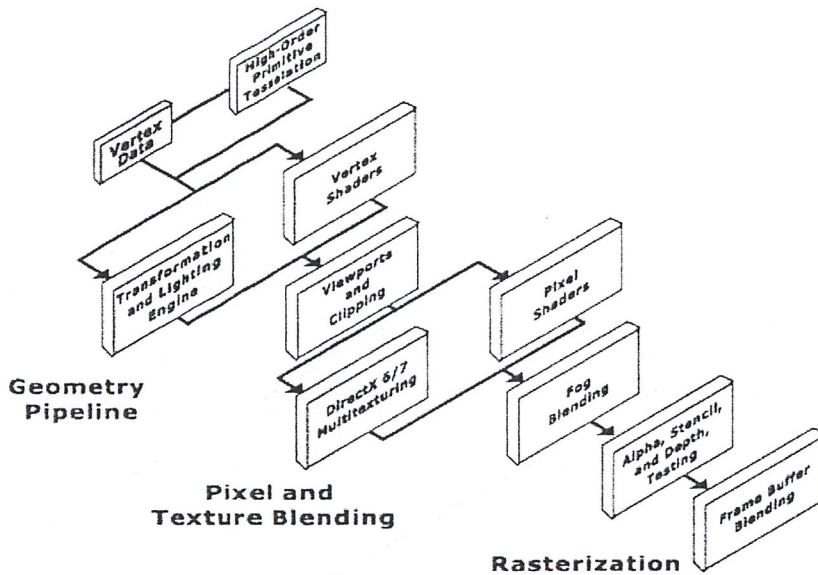 High-Order
Primitive
Tesselation
Vertex
Data
Vertex
Shaders
Transformation
and Lighting
Engine
Viewports
and
Clipping
Pixel
Shaders
Geometry
Pipeline
DirectX 6/7
Multitexturing
Fog
Blending
Alpha, Stencil,
and Depth,
Testing
Frame Buffer
Blending
Pixel and
Texture Blending
Rasterization